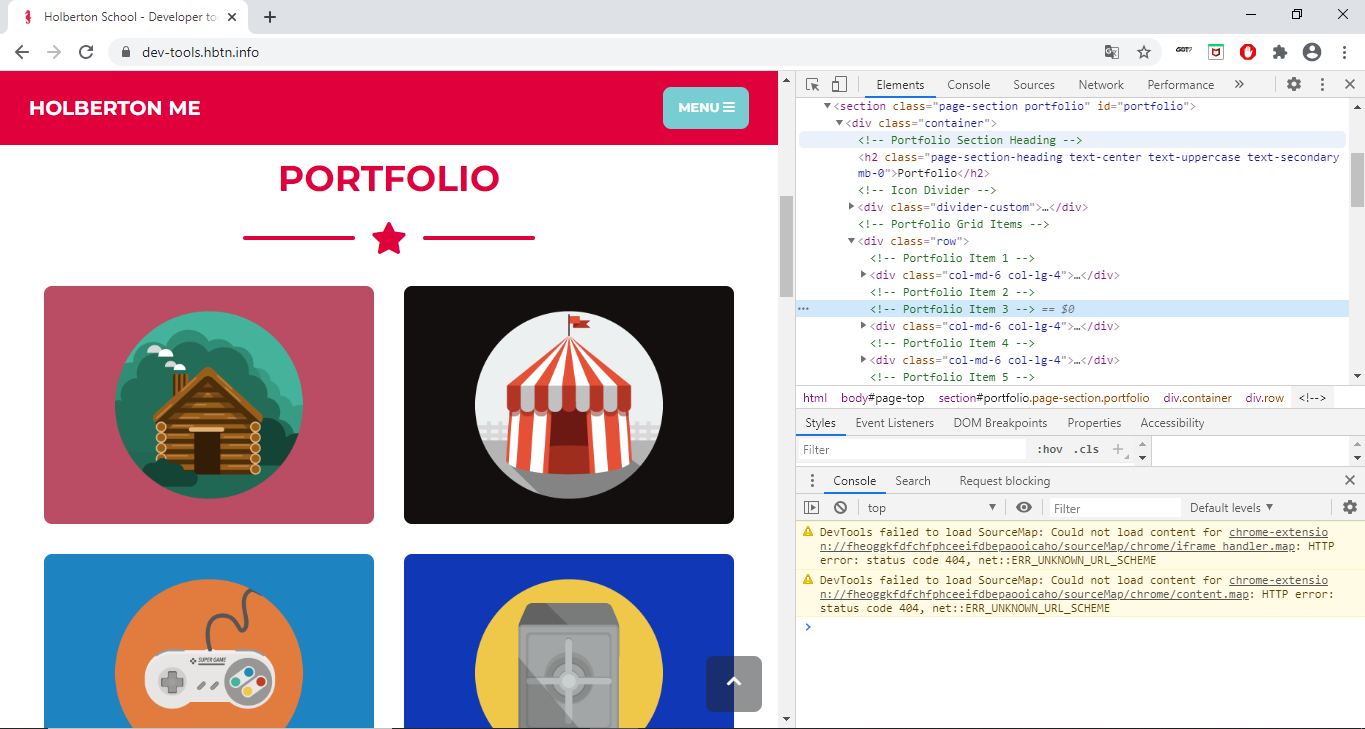 Holberton School - Developer to
dev-tools.hbtn.info
HOLBERTON ME
MENU
PORTFOLIO
SUPER GAME
Elements Console Sources Network Performance »
▼<section class="page-section portfolio" id="portfolio">
▼<div class="container">
<!-- Portfolio Section Heading -->
<h2 class="page-section-heading text-center text-uppercase text-secondary
mb-0">Portfolio</h2>
<!-- Icon Divider -->
▶<div class="divider-custom">…</div>
<!-- Portfolio Grid Items -->
▼<div class="row">
<!-- Portfolio Item 1 -->
▶<div class="col-md-6 col-lg-4">…</div>
<!-- Portfolio Item 2 -->
<!-- Portfolio Item 3 --> == $0
▶<div class="col-md-6 col-lg-4">…</div>
<!-- Portfolio Item 4 -->
▶<div class="col-md-6 col-lg-4">…</div>
<!-- Portfolio Item 5 -->
html body#page-top section#portfolio.page-section.portfolio div.container div.row <!-->
Styles Event Listeners DOM Breakpoints Properties Accessibility
Filter :hov .cls +
Console Search Request blocking
top Filter Default levels
DevTools failed to load SourceMap: Could not load content for chrome-extensio
n://fheoggkfdfchfphceeifdbepaooicaho/sourceMap/chrome/iframe_handler.map: HTTP
error: status code 404, net::ERR_UNKNOWN_URL_SCHEME
DevTools failed to load SourceMap: Could not load content for chrome-extensio
n://fheoggkfdfchfphceeifdbepaooicaho/sourceMap/chrome/content.map: HTTP error:
status code 404, net::ERR_UNKNOWN_URL_SCHEME